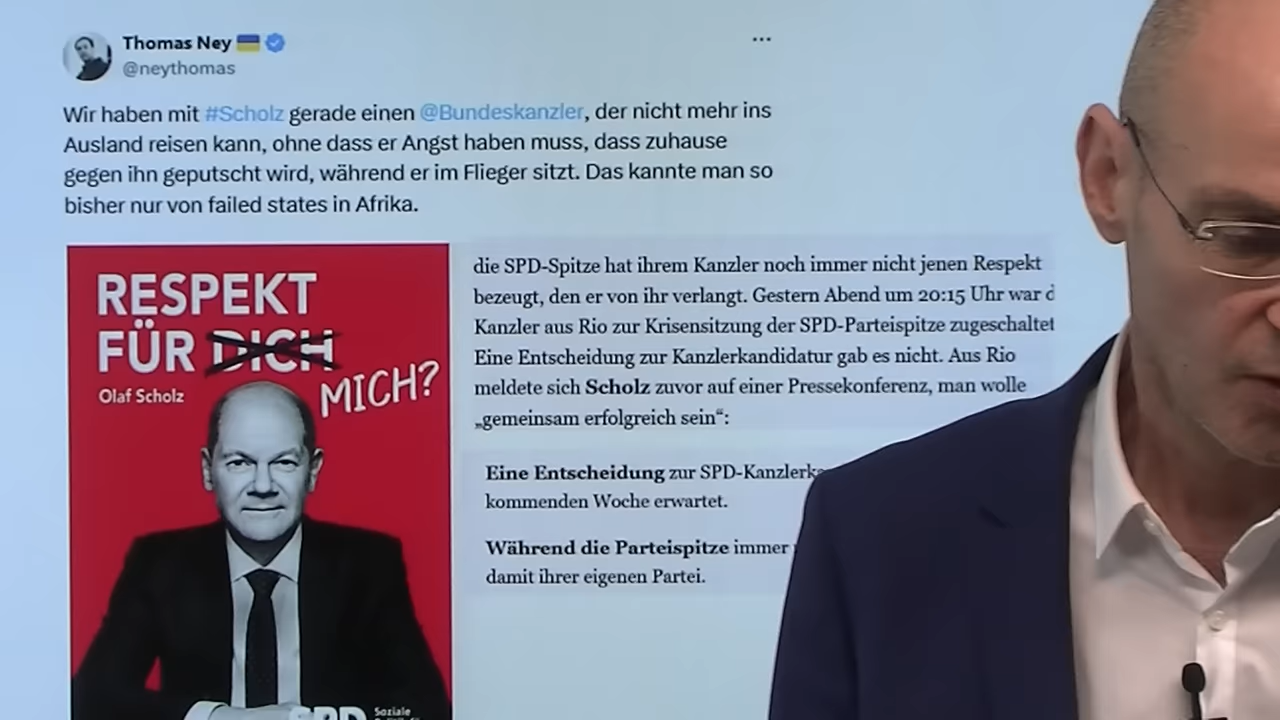 Thomas Ney
@neythomas
Wir haben mit #Scholz gerade einen @Bundeskanzler, der nicht mehr ins
Ausland reisen kann, ohne dass er Angst haben muss, dass zuhause
gegen ihn geputscht wird, während er im Flieger sitzt. Das kannte man so
bisher nur von failed states in Afrika.
RESPEKT
FÜR DICH
MICH?
Olaf Scholz
SPD
Soziale
die SPD-Spitze hat ihrem Kanzler noch immer nicht jenen Respekt
bezeugt, den er von ihr verlangt. Gestern Abend um 20:15 Uhr war
Kanzler aus Rio zur Krisensitzung der SPD-Parteispitze zugeschaltet
Eine Entscheidung zur Kanzlerkandidatur gab es nicht. Aus Rio
meldete sich Scholz zuvor auf einer Pressekonferenz, man wolle
„gemeinsam erfolgreich sein“:
Eine Entscheidung zur SPD-Kanzlerk
kommenden Woche erwartet.
Während die Parteispitze immer
damit ihrer eigenen Partei.